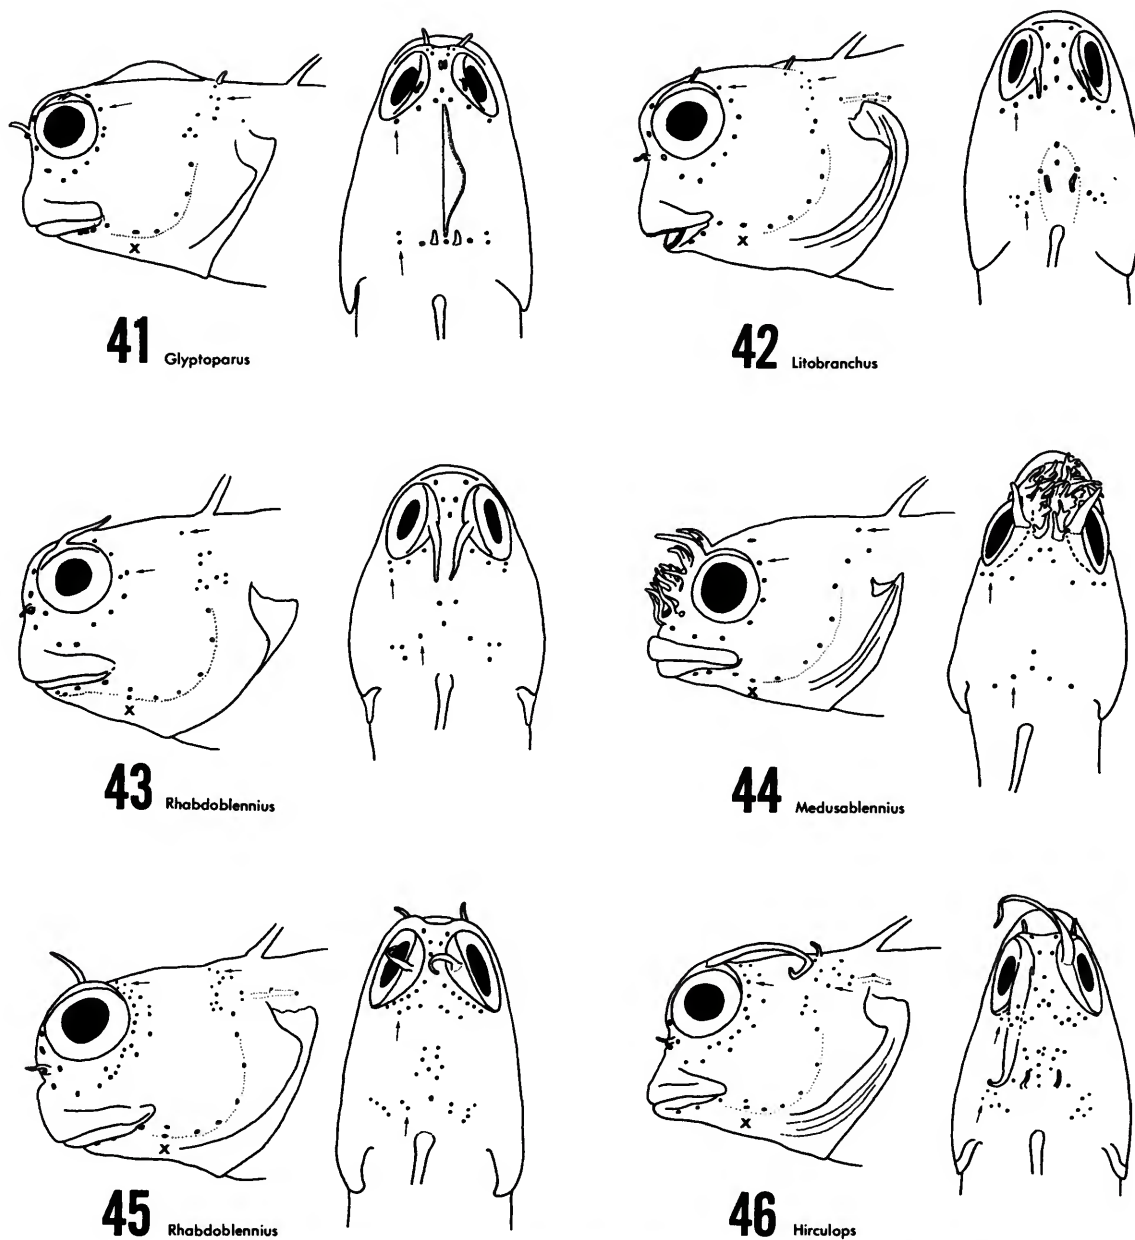 x
41 Glyptoparus
x
42 Litobranchus
x
43 Rhabdoblennius
x
44 Medusablennius
x
45 Rhabdoblennius
x
46 Hirculops